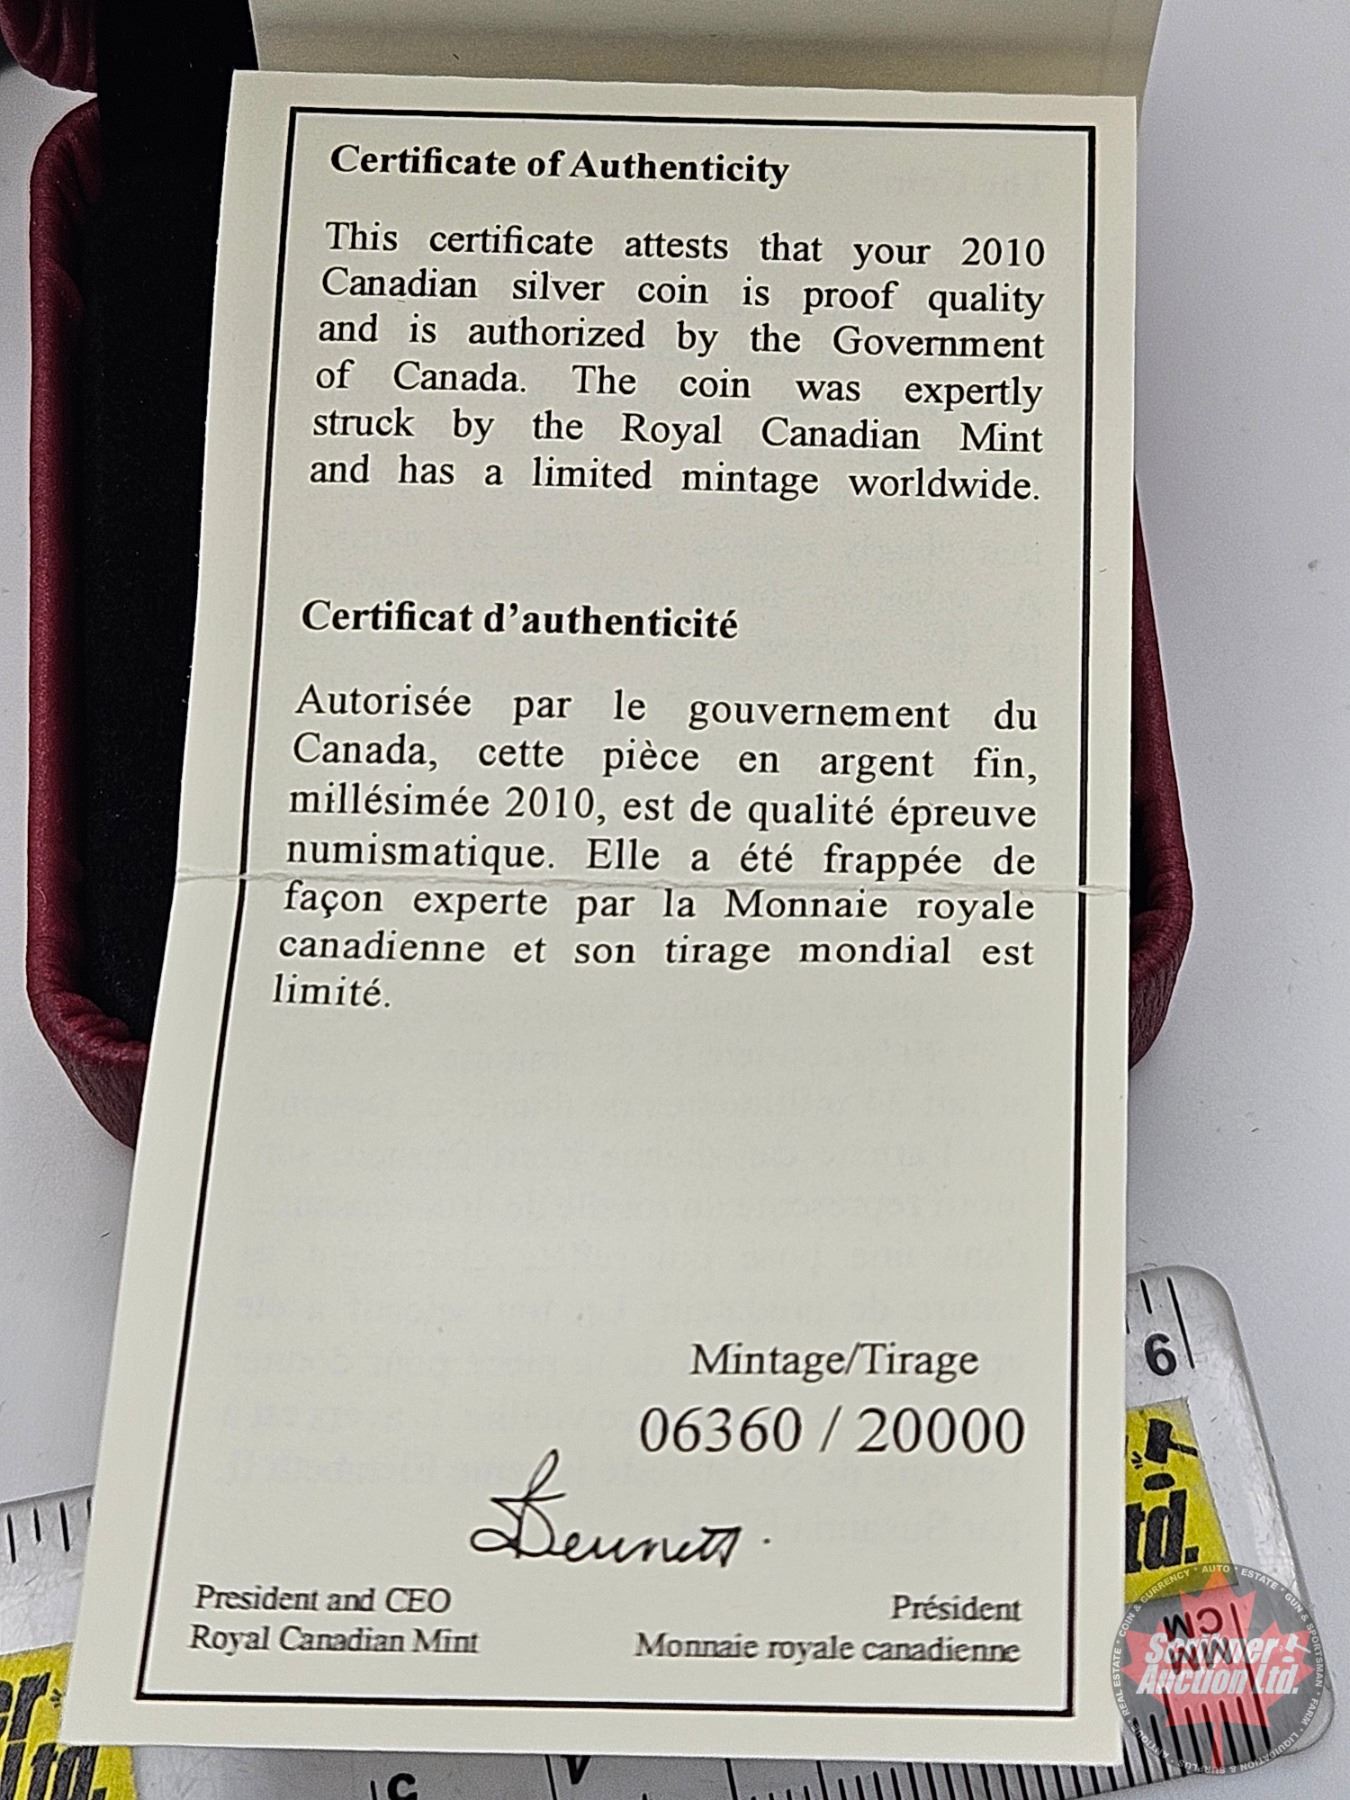 Certificate of Authenticity
This certificate attests that your 2010
Canadian silver coin is proof quality
and is authorized by the Government
of Canada. The coin was expertly
struck by the Royal Canadian Mint
and has a limited mintage worldwide.
Certificat d'authenticité
Autorisée par le gouvernement du
Canada, cette pièce en argent fin,
millésimée 2010, est de qualité épreuve
numismatique. Elle a été frappée de
façon experte par la Monnaie royale
canadienne et son tirage mondial est
limité.
Mintage/Tirage
06360 / 20000
Bennett
President and CEO
Royal Canadian Mint
Président
Monnaie royale canadienne
6
td.
CM
MM
Scribner
Auction Ltd.